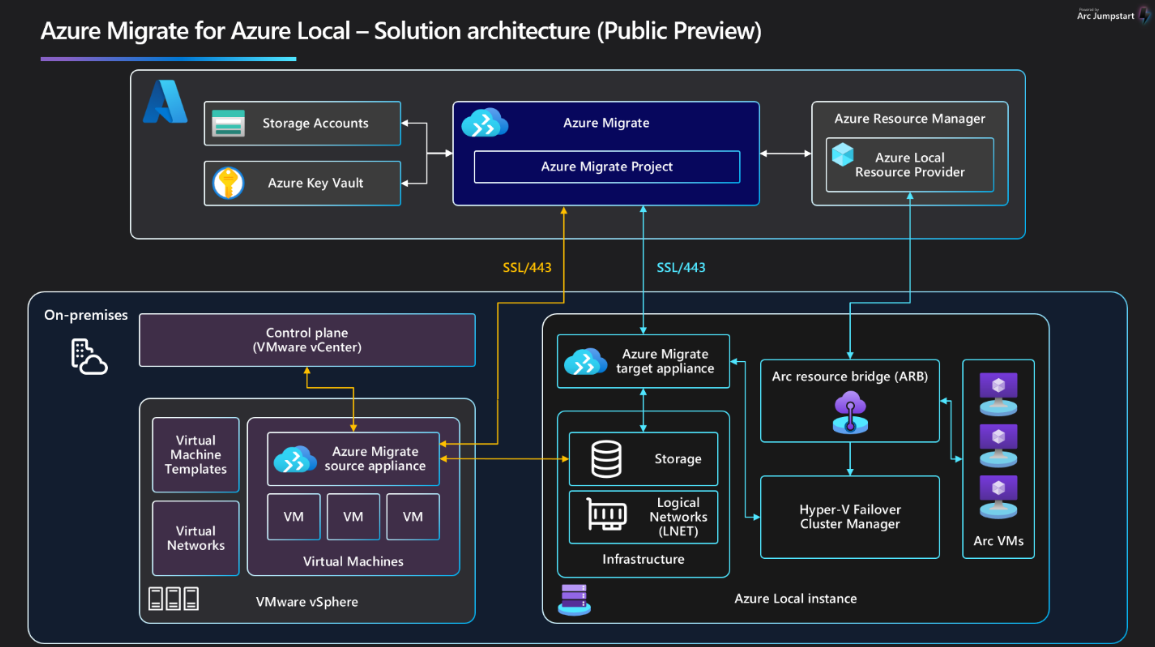 Azure Migrate for Azure Local – Solution architecture (Public Preview)
Powered by
Arc Jumpstart
Storage Accounts
Azure Key Vault
Azure Migrate
Azure Migrate Project
Azure Resource Manager
Azure Local
Resource Provider
SSL/443
SSL/443
On-premises
Control plane
(VMware vCenter)
Virtual
Machine
Templates
Virtual
Networks
Azure Migrate
source appliance
VM
VM
VM
Virtual Machines
VMware vSphere
Azure Migrate
target appliance
Storage
Logical
Networks
(LNET)
Infrastructure
Arc resource bridge (ARB)
Hyper-V Failover
Cluster Manager
Arc VMs
Azure Local instance